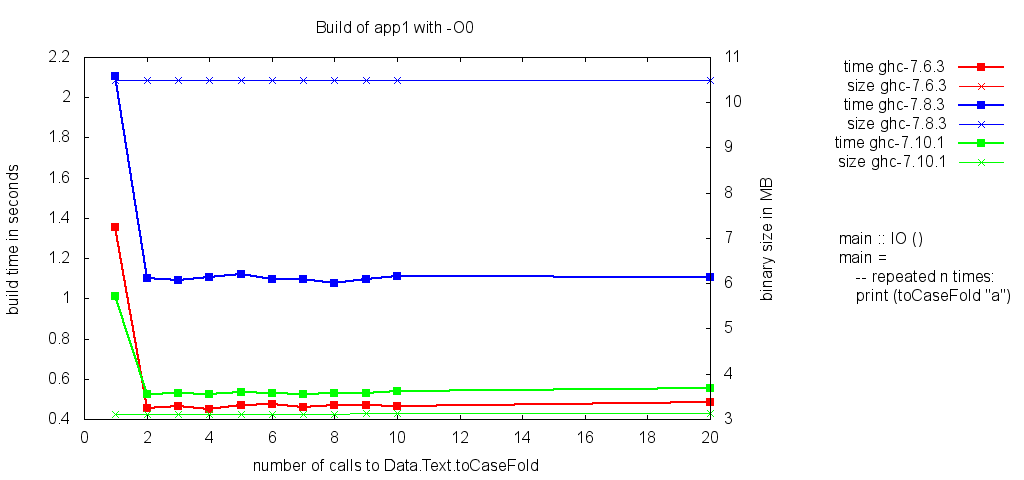 Build of app1 with -O0
2.2
2
1.8
1.6
1.4
1.2
1
0.8
0.6
0.4
build time in seconds
0 2 4 6 8 10 12 14 16 18 20
number of calls to Data.Text.toCaseFold
11
10
9
8
7
6
5
4
3
binary size in MB
time ghc-7.6.3
size ghc-7.6.3
time ghc-7.8.3
size ghc-7.8.3
time ghc-7.10.1
size ghc-7.10.1
main :: IO ()
main =
-- repeated n times:
print (toCaseFold "a")